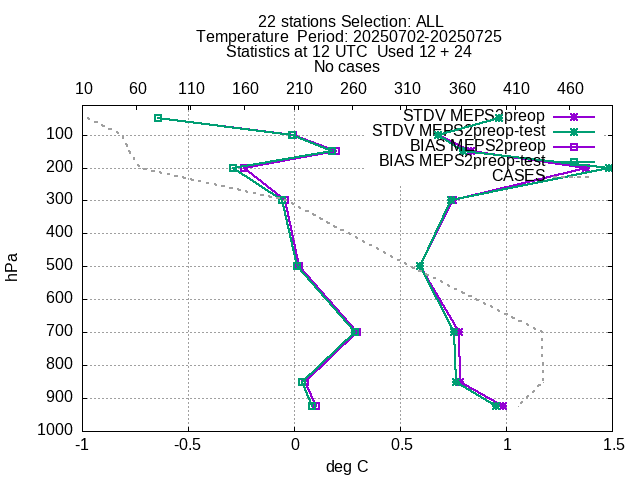 22 stations Selection: ALL
Temperature  Period: 20250702-20250725
Statistics at 12 UTC  Used 12 + 24
No cases
10 60 110 160 210 260 310 360 410 460
STDV MEPS2preop
STDV MEPS2preop-test
BIAS MEPS2preop
BIAS MEPS2preop-test
CASES
100
200
300
400
500
600
700
800
900
1000
hPa
-1 -0.5 0 0.5 1 1.5
deg C